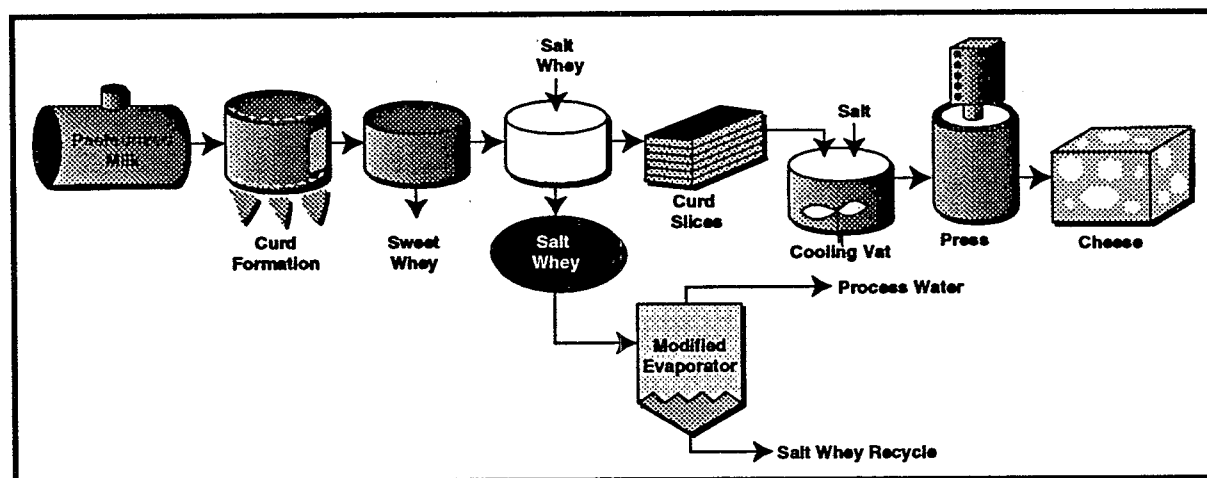 Pasteurized
Milk
Curd
Formation
Sweet
Whey
Salt
Whey
Salt
Whey
Curd
Slices
Salt
Cooling Vat
Press
Cheese
Process Water
Modified
Evaporator
Salt Whey Recycle